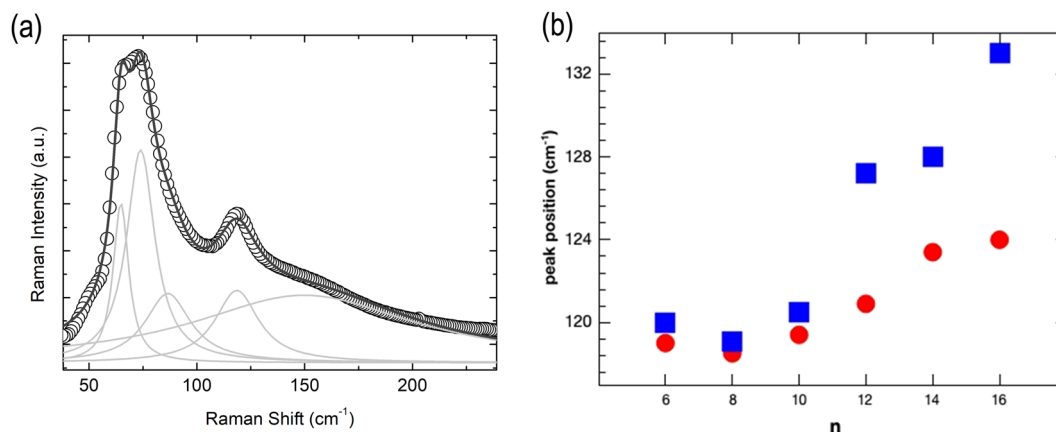 (a)
Raman Intensity (a.u.)
50
100
150
200
Raman Shift (cm-1)
(b)
peak position (cm-1)
132
128
124
120
6
8
10
12
14
16
n